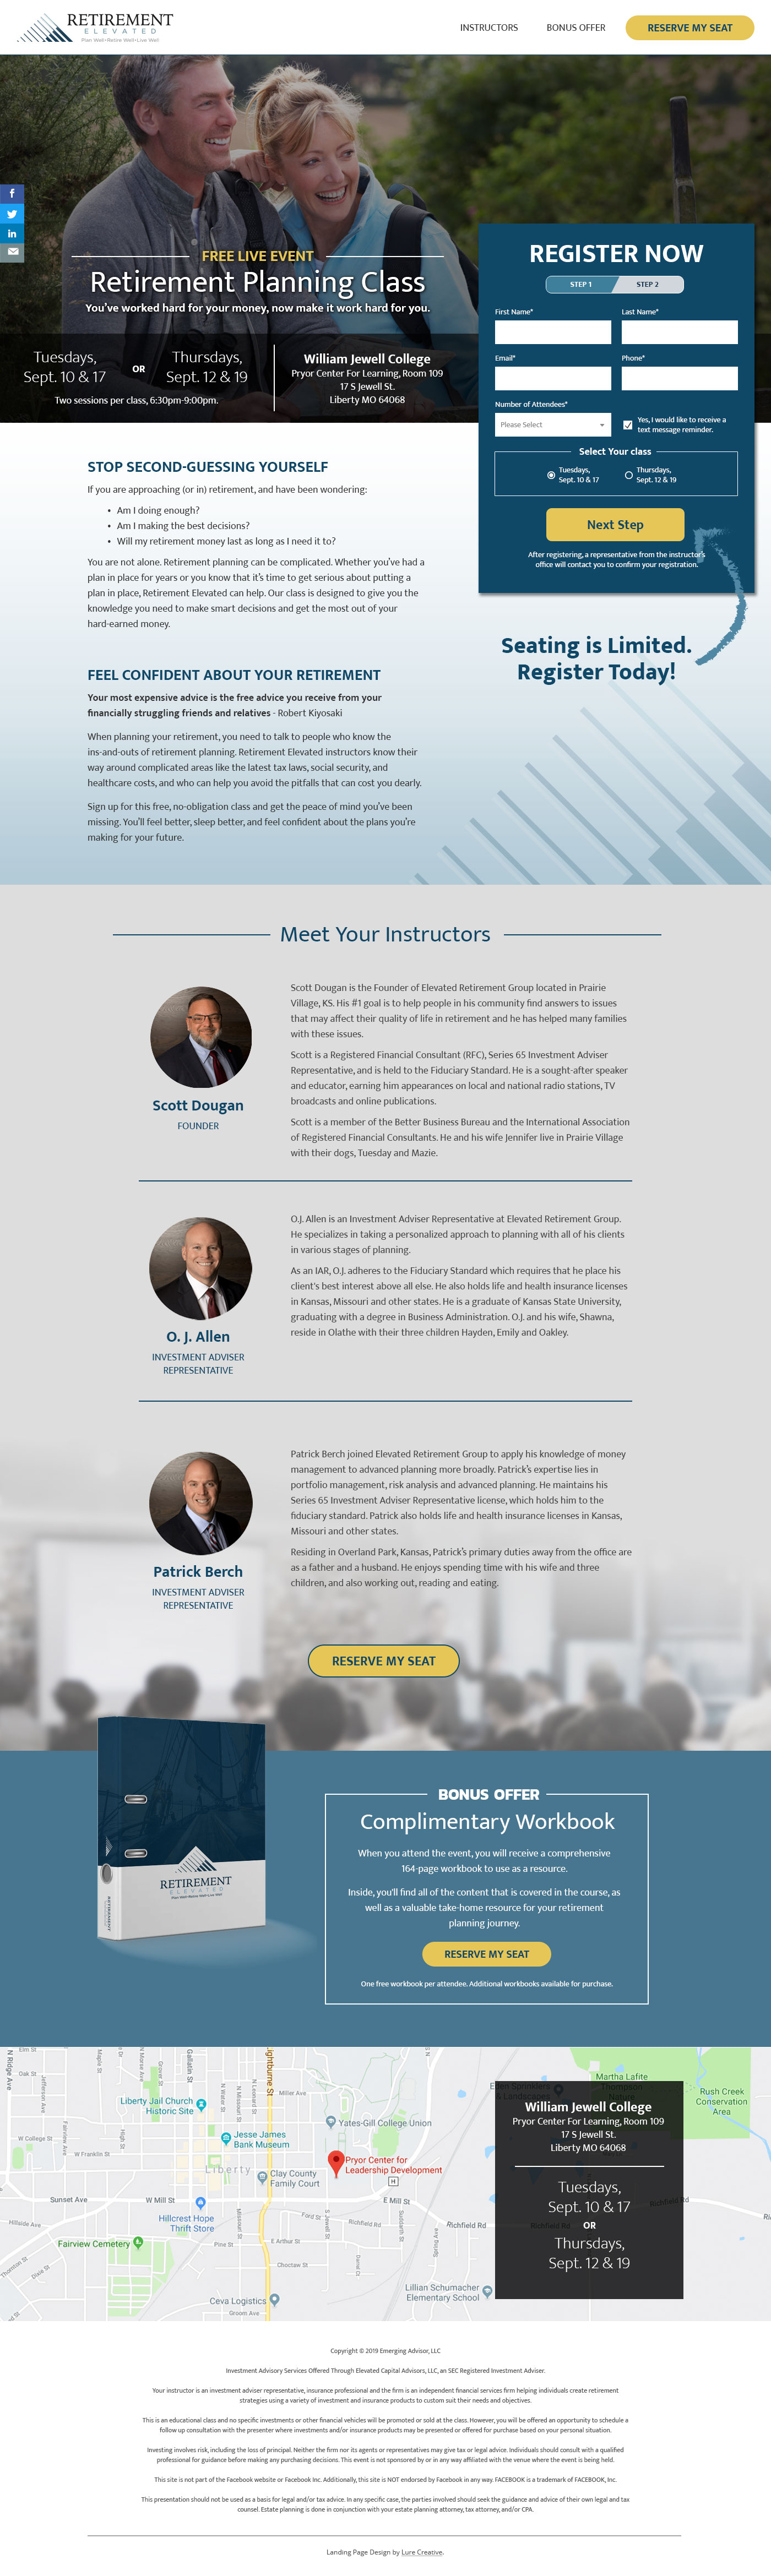 RETIREMENT
ELEVATED
Plan Well•Retire Well•Live Well
INSTRUCTORS
BONUS OFFER
RESERVE MY SEAT
FREE LIVE EVENT
Retirement Planning Class
You’ve worked hard for your money, now make it work hard for you.
Tuesdays,
Sept. 10 & 17
OR
Thursdays,
Sept. 12 & 19
Two sessions per class, 6:30pm-9:00pm.
William Jewell College
Pryor Center For Learning, Room 109
17 S Jewell St.
Liberty MO 64068
REGISTER NOW
STEP 1
STEP 2
First Name*
Last Name*
Email*
Phone*
Number of Attendees*
Please Select
Yes, I would like to receive a
text message reminder.
Select Your class
Tuesdays,
Sept. 10 & 17
Thursdays,
Sept. 12 & 19
Next Step
After registering, a representative from the instructor’s
office will contact you to confirm your registration.
Seating is Limited.
Register Today!
STOP SECOND-GUESSING YOURSELF
If you are approaching (or in) retirement, and have been wondering:
• Am I doing enough?
• Am I making the best decisions?
• Will my retirement money last as long as I need it to?
You are not alone. Retirement planning can be complicated. Whether you’ve had a
plan in place for years or you know that it’s time to get serious about putting a
plan in place, Retirement Elevated can help. Our class is designed to give you the
knowledge you need to make smart decisions and get the most out of your
hard-earned money.
FEEL CONFIDENT ABOUT YOUR RETIREMENT
Your most expensive advice is the free advice you receive from your
financially struggling friends and relatives - Robert Kiyosaki
When planning your retirement, you need to talk to people who know the
ins-and-outs of retirement planning. Retirement Elevated instructors know their
way around complicated areas like the latest tax laws, social security, and
healthcare costs, and who can help you avoid the pitfalls that can cost you dearly.
Sign up for this free, no-obligation class and get the peace of mind you’ve been
missing. You’ll feel better, sleep better, and feel confident about the plans you’re
making for your future.
Meet Your Instructors
Scott Dougan
FOUNDER
Scott Dougan is the Founder of Elevated Retirement Group located in Prairie
Village, KS. His #1 goal is to help people in his community find answers to issues
that may affect their quality of life in retirement and he has helped many families
with these issues.
Scott is a Registered Financial Consultant (RFC), Series 65 Investment Adviser
Representative, and is held to the Fiduciary Standard. He is a sought-after speaker
and educator, earning him appearances on local and national radio stations, TV
broadcasts and online publications.
Scott is a member of the Better Business Bureau and the International Association
of Registered Financial Consultants. He and his wife Jennifer live in Prairie Village
with their dogs, Tuesday and Mazie.
O. J. Allen
INVESTMENT ADVISER
REPRESENTATIVE
O.J. Allen is an Investment Adviser Representative at Elevated Retirement Group.
He specializes in taking a personalized approach to planning with all of his clients
in various stages of planning.
As an IAR, O.J. adheres to the Fiduciary Standard which requires that he place his
client's best interest above all else. He also holds life and health insurance licenses
in Kansas, Missouri and other states. He is a graduate of Kansas State University,
graduating with a degree in Business Administration. O.J. and his wife, Shawna,
reside in Olathe with their three children Hayden, Emily and Oakley.
Patrick Berch
INVESTMENT ADVISER
REPRESENTATIVE
Patrick Berch joined Elevated Retirement Group to apply his knowledge of money
management to advanced planning more broadly. Patrick’s expertise lies in
portfolio management, risk analysis and advanced planning. He maintains his
Series 65 Investment Adviser Representative license, which holds him to the
fiduciary standard. Patrick also holds life and health insurance licenses in Kansas,
Missouri and other states.
Residing in Overland Park, Kansas, Patrick’s primary duties away from the office are
as a father and a husband. He enjoys spending time with his wife and three
children, and also working out, reading and eating.
RESERVE MY SEAT
RETIREMENT
ELEVATED
Plan Well•Retire Well•Live Well
RETIREMENT
BONUS OFFER
Complimentary Workbook
When you attend the event, you will receive a comprehensive
164-page workbook to use as a resource.
Inside, you’ll find all of the content that is covered in the course, as
well as a valuable take-home resource for your retirement
planning journey.
RESERVE MY SEAT
One free workbook per attendee. Additional workbooks available for purchase.
Elm St
Oak St
N Ridge Ave
Jefferson Ave
Maple St
N Morse Ave
Grover St
Gallatin St
N Water St
N Missouri St
N Leonard St
Lightburne St
Miller Ave
Liberty Jail Church
Historic Site
Jesse James
Bank Museum
Yates-Gill College Union
W College St
Fairview Ave
High St
W Franklin St
Liberty
Clay County
Family Court
Pryor Center for
Leadership Development
H
Sunset Ave
W Mill St
E Mill St
Hillcrest Hope
Thrift Store
Hillside Ave
Missouri St
Ford St
S Jewell St
Richfield Rd
Richfield Rd
Fairview Cemetery
Pine St
E Arthur St
Choctaw St
Thornton St
Dixie St
Lillian Schumacher
Elementary School
Ceva Logistics
Groom Ave
Martha Lafite
Thompson
Nature
Rush Creek
Conservation
Area
William Jewell College
Pryor Center For Learning, Room 109
17 S Jewell St.
Liberty MO 64068
Tuesdays,
Sept. 10 & 17
OR
Thursdays,
Sept. 12 & 19
Copyright © 2019 Emerging Advisor, LLC
Investment Advisory Services Offered Through Elevated Capital Advisors, LLC, an SEC Registered Investment Adviser.
Your instructor is an investment adviser representative, insurance professional and the firm is an independent financial services firm helping individuals create retirement
strategies using a variety of investment and insurance products to custom suit their needs and objectives.
This is an educational class and no specific investments or other financial vehicles will be promoted or sold at the class. However, you will be offered an opportunity to schedule a
follow up consultation with the presenter where investments and/or insurance products may be presented or offered for purchase based on your personal situation.
Investing involves risk, including the loss of principal. Neither the firm nor its agents or representatives may give tax or legal advice. Individuals should consult with a qualified
professional for guidance before making any purchasing decisions. This event is not sponsored by or in any way affiliated with the venue where the event is being held.
This site is not part of the Facebook website or Facebook Inc. Additionally, this site is NOT endorsed by Facebook in any way. FACEBOOK is a trademark of FACEBOOK, Inc.
This presentation should not be used as a basis for legal and/or tax advice. In any specific case, the parties involved should seek the guidance and advice of their own legal and tax
counsel. Estate planning is done in conjunction with your estate planning attorney, tax attorney, and/or CPA.
Landing Page Design by Lure Creative.